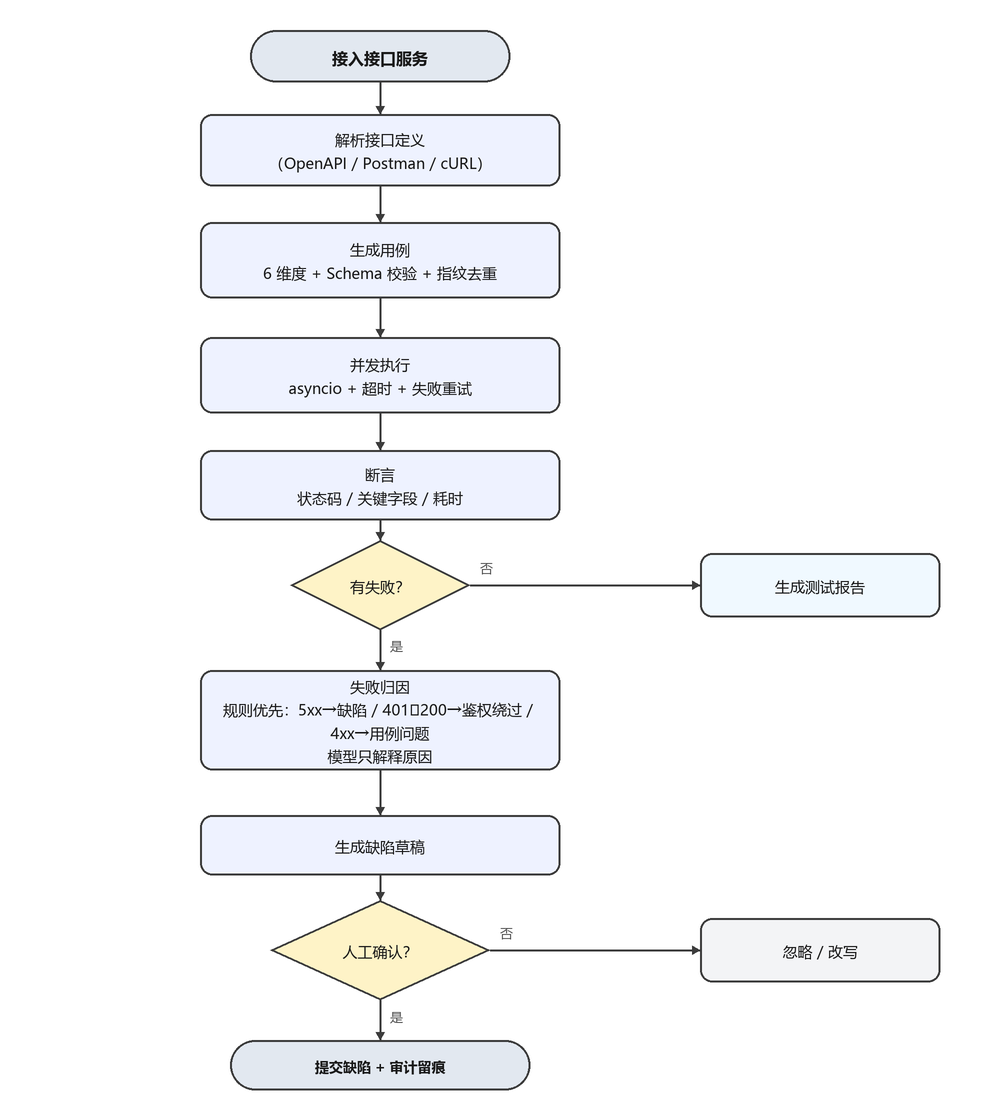 接入接口服务
解析接口定义
（OpenAPI / Postman / cURL）
生成用例
6 维度 + Schema 校验 + 指纹去重
并发执行
asyncio + 超时 + 失败重试
断言
状态码 / 关键字段 / 耗时
有失败?
否
生成测试报告
是
失败归因
规则优先：5xx→缺陷 / 401▯200→鉴权绕过 /
4xx→用例问题
模型只解释原因
生成缺陷草稿
人工确认?
否
忽略 / 改写
是
提交缺陷 + 审计留痕